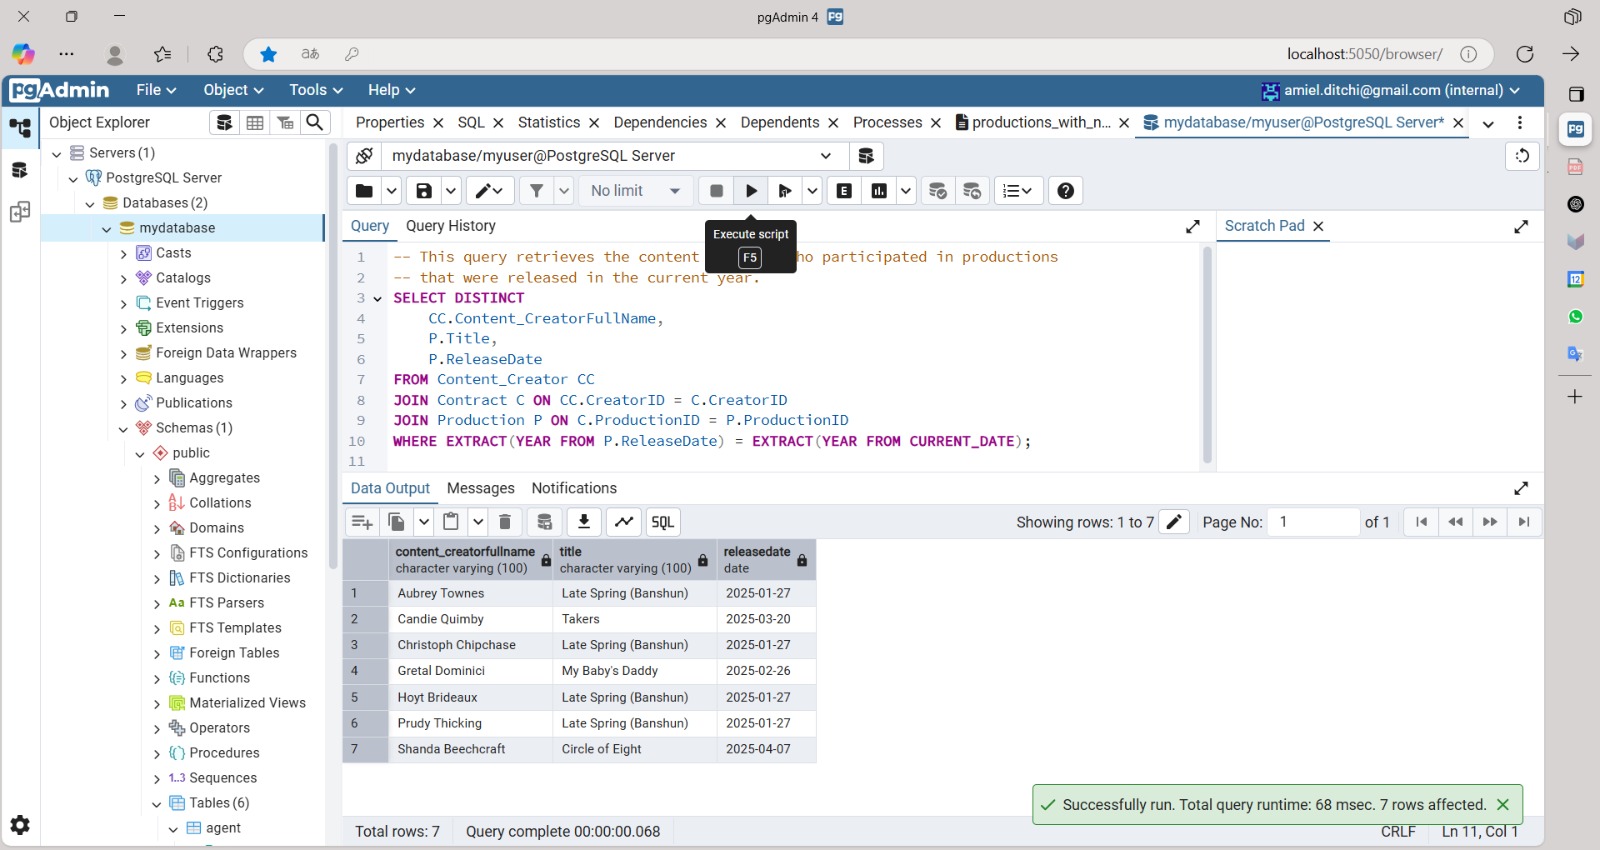 pgAdmin 4 Pg
aあ
localhost:5050/browser/
pgAdmin File Object Tools Help
amiel.ditchi@gmail.com (internal)
Object Explorer
Properties SQL Statistics Dependencies Dependents Processes productions_with_n... mydatabase/myuser@PostgreSQL Server*
Pg
Servers (1)
PostgreSQL Server
Databases (2)
mydatabase
Casts
Catalogs
Event Triggers
Extensions
Foreign Data Wrappers
Languages
Publications
Schemas (1)
public
Aggregates
Collations
Domains
FTS Configurations
FTS Dictionaries
Aa FTS Parsers
FTS Templates
Foreign Tables
Functions
Materialized Views
Operators
Procedures
1..3 Sequences
Tables (6)
agent
mydatabase/myuser@PostgreSQL Server
No limit
E
Query Query History
Scratch Pad
Execute script
F5
1 -- This query retrieves the content ho participated in productions
2 -- that were released in the current year.
3 SELECT DISTINCT
4 CC.Content_CreatorFullName,
5 P.Title,
6 P.ReleaseDate
7 FROM Content_Creator CC
8 JOIN Contract C ON CC.CreatorID = C.CreatorID
9 JOIN Production P ON C.ProductionID = P.ProductionID
10 WHERE EXTRACT(YEAR FROM P.ReleaseDate) = EXTRACT(YEAR FROM CURRENT_DATE);
11
Data Output Messages Notifications
SQL
Showing rows: 1 to 7 Page No: 1 of 1
content_creatorfullname title releasedate
character varying (100) character varying (100) date
1 Aubrey Townes Late Spring (Banshun) 2025-01-27
2 Candie Quimby Takers 2025-03-20
3 Christoph Chipchase Late Spring (Banshun) 2025-01-27
4 Gretal Dominici My Baby's Daddy 2025-02-26
5 Hoyt Brideaux Late Spring (Banshun) 2025-01-27
6 Prudy Thicking Late Spring (Banshun) 2025-01-27
7 Shanda Beechcraft Circle of Eight 2025-04-07
Successfully run. Total query runtime: 68 msec. 7 rows affected.
Total rows: 7 Query complete 00:00:00.068
CRLF Ln 11, Col 1